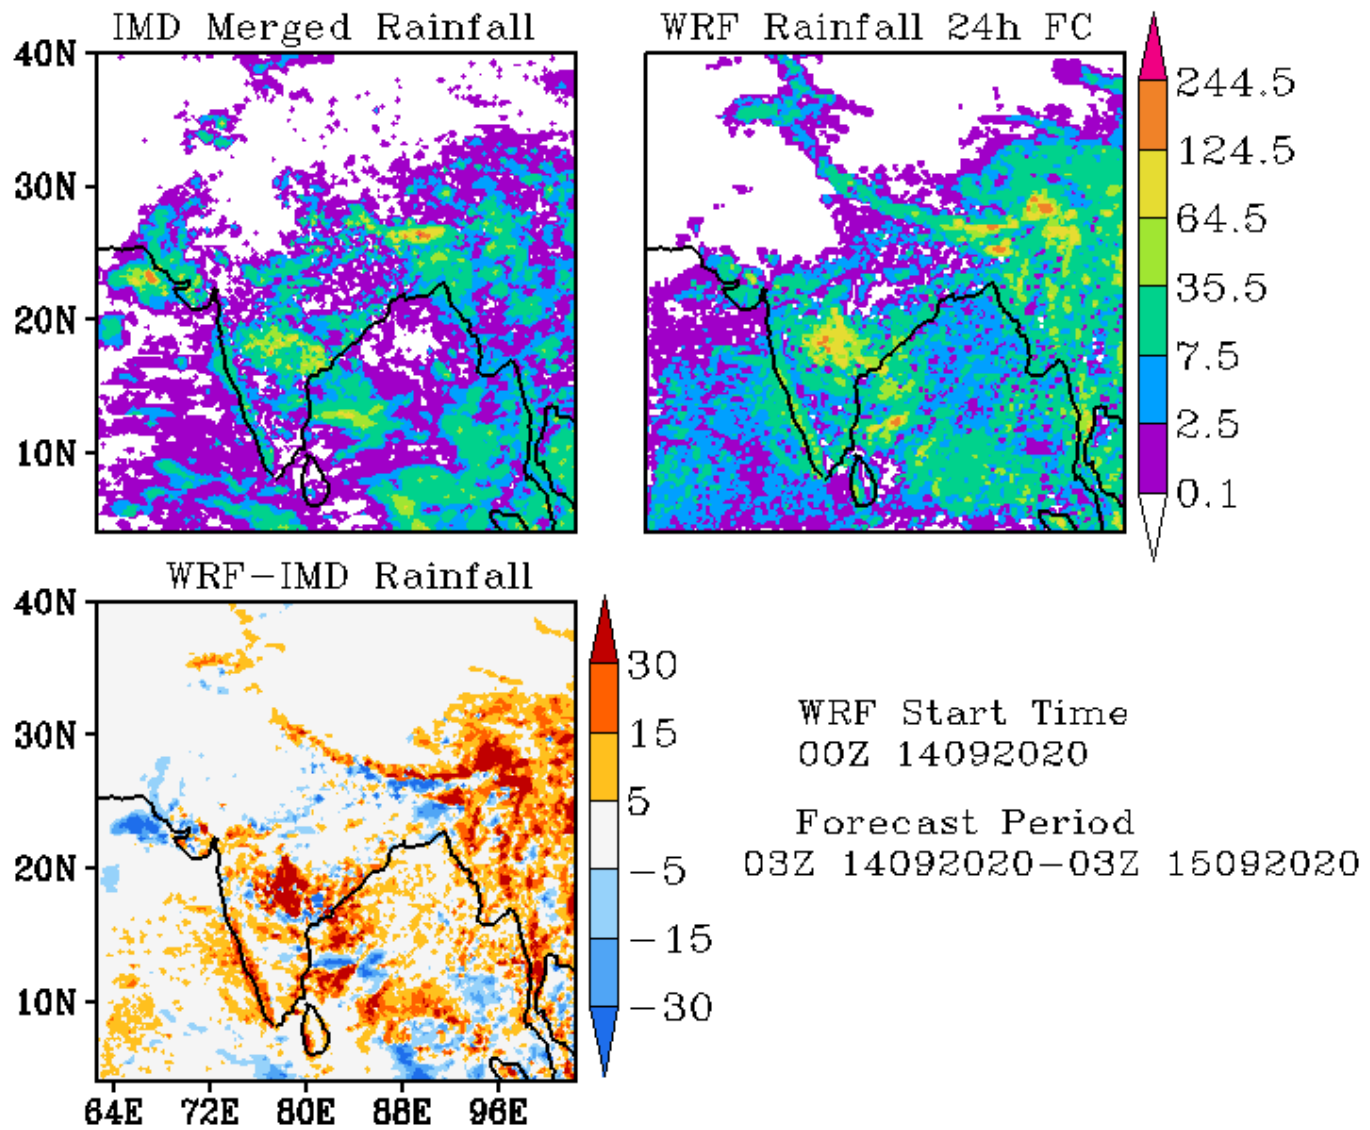 IMD Merged Rainfall
WRF Rainfall 24h FC
40N
30N
20N
10N
244.5
124.5
64.5
35.5
7.5
2.5
0.1
WRF-IMD Rainfall
40N
30N
20N
10N
64E 72E 80E 88E 96E
30
15
5
-5
-15
-30
WRF Start Time
00Z 14092020
Forecast Period
03Z 14092020-03Z 15092020